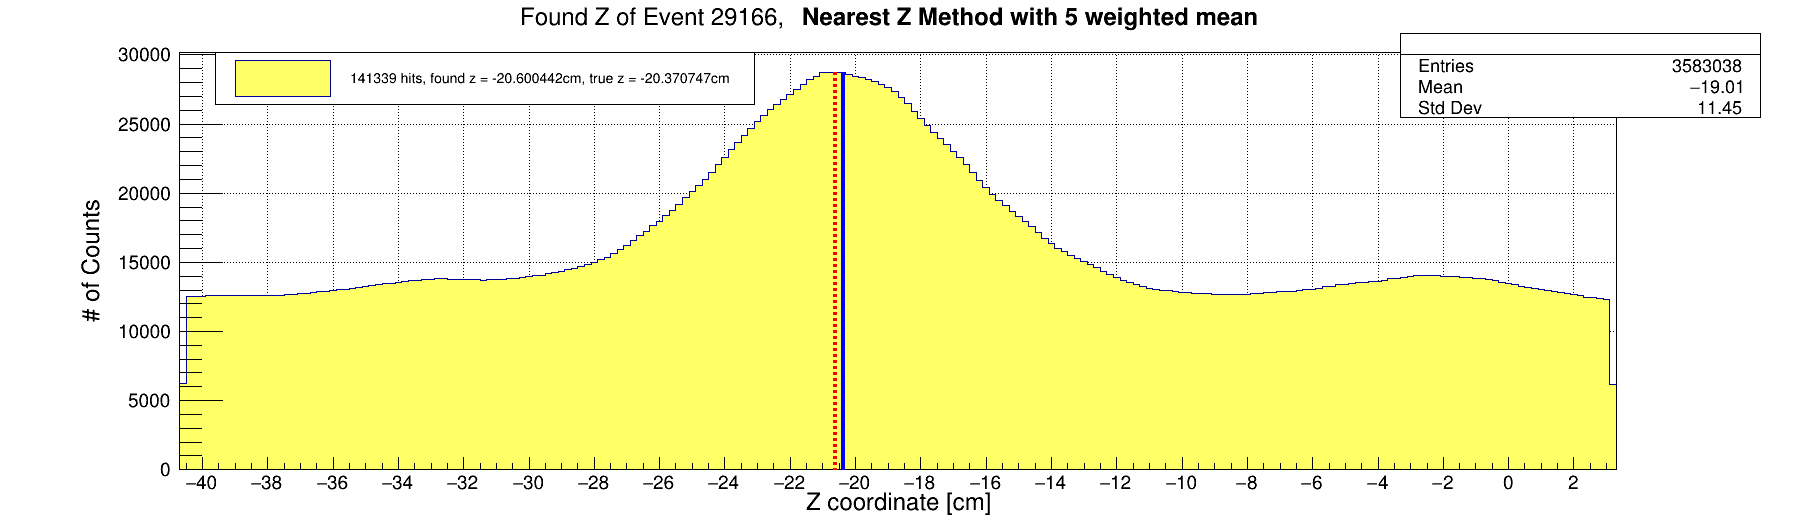 Found Z of Event 29166, Nearest Z Method with 5 weighted mean
141339 hits, found z = -20.600442cm, true z = -20.370747cm
Entries 3583038
Mean −19.01
Std Dev 11.45
# of Counts
30000
25000
20000
15000
10000
5000
0
−40 −38 −36 −34 −32 −30 −28 −26 −24 −22 −20 −18 −16 −14 −12 −10 −8 −6 −4 −2 0 2
Z coordinate [cm]